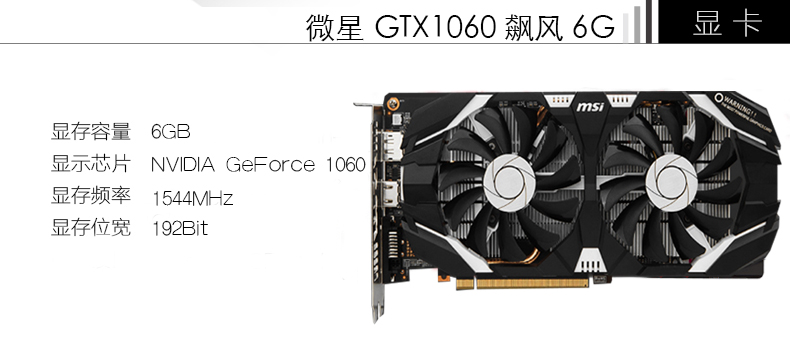 微星 GTX1060 飙风 6G
显卡
显存容量 6GB
显示芯片 NVIDIA GeForce 1060
显存频率 1544MHz
显存位宽 192Bit
msi
WARNING!!